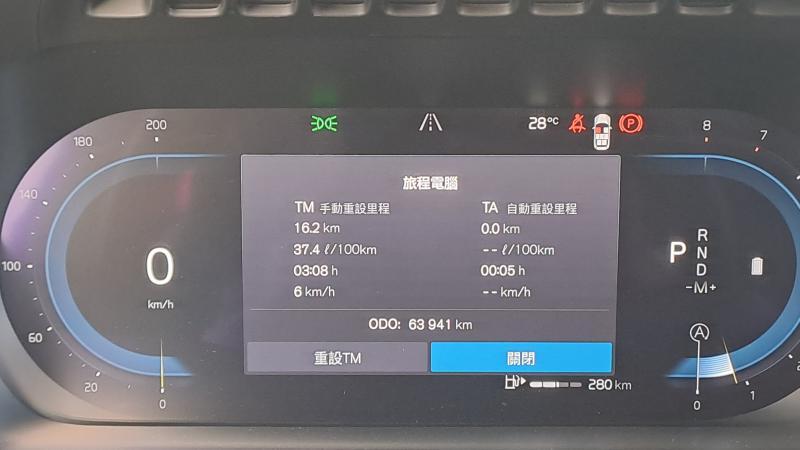 200
180
140
100
60
20
0
0
km/h
28°C
P
8
7
旅程電腦
TM 手動重設里程
16.2 km
37.4 ℓ/100km
03:08 h
6 km/h
TA 自動重設里程
0.0 km
-- ℓ/100km
00:05 h
-- km/h
ODO: 63 941 km
重設TM
關閉
280 km
P
R
N
D
-M+
A
0
1